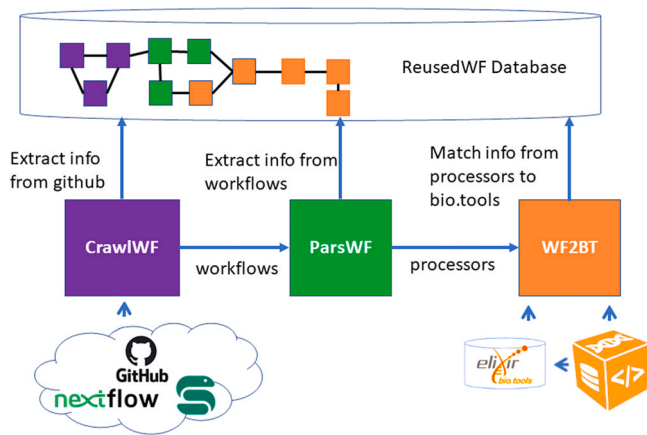 ReusedWF Database
Extract info
from github
Extract info from
workflows
Match info from
processors to
bio.tools
CrawlWF
workflows
ParsWF
processors
WF2BT
GitHub
nextflow
elixir
bio.tools
</>